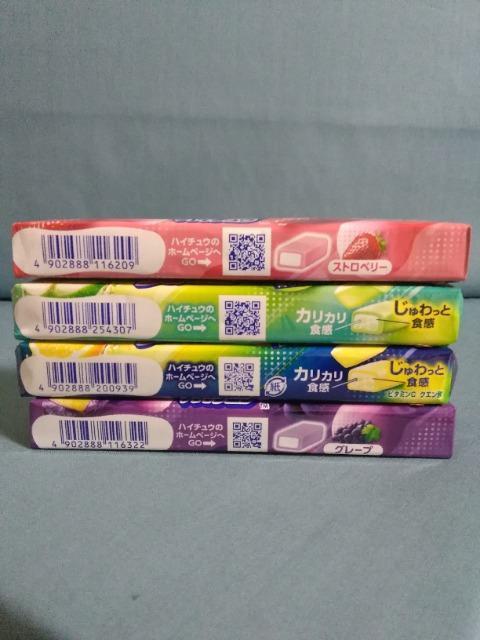 4 902888 116209
ハイチュウの
ホームページへ
GO➡
ストロベリー
4 902888 254307
ハイチュウの
ホームページへ
GO➡
カリカリ
食感
じゅわっと
食感
4 902888 200939
ハイチュウの
ホームページへ
GO➡
紙
カリカリ
食感
じゅわっと
食感
ビタミンC クエン酸
4 902888 116322
ハイチュウの
ホームページへ
GO➡
TM
グレープ